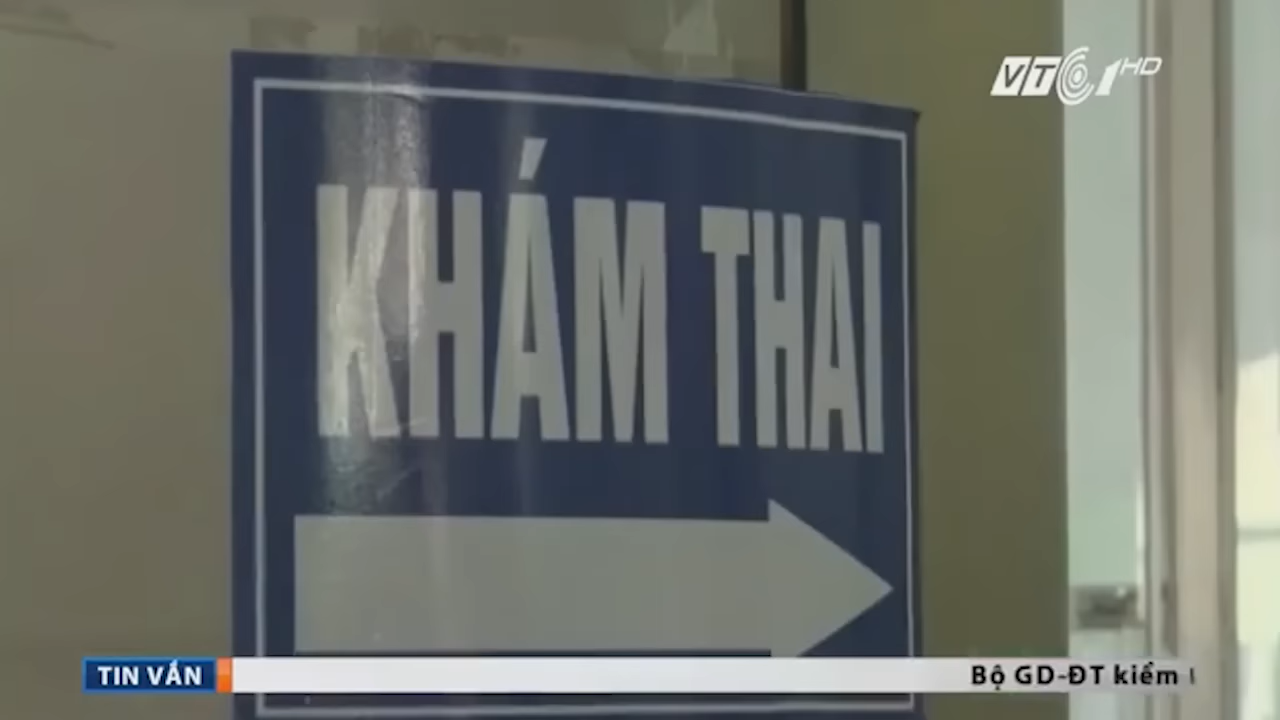 VTC1 HD
KHÁM THAI
TIN VẮN
Bộ GD-ĐT kiểm